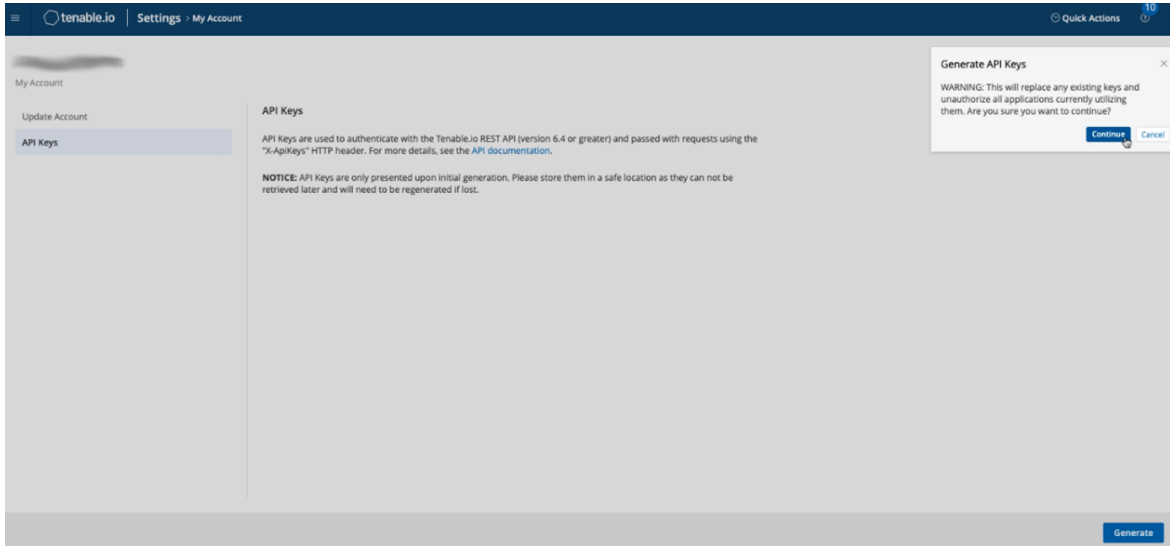 tenable.io
Settings › My Account
Quick Actions
10
My Account
Update Account
API Keys
API Keys
API Keys are used to authenticate with the Tenable.io REST API (version 6.4 or greater) and passed with requests using the
"X-ApiKeys" HTTP header. For more details, see the API documentation.
NOTICE: API Keys are only presented upon initial generation. Please store them in a safe location as they can not be
retrieved later and will need to be regenerated if lost.
Generate API Keys
WARNING: This will replace any existing keys and
unauthorize all applications currently utilizing
them. Are you sure you want to continue?
Continue
Cancel
Generate